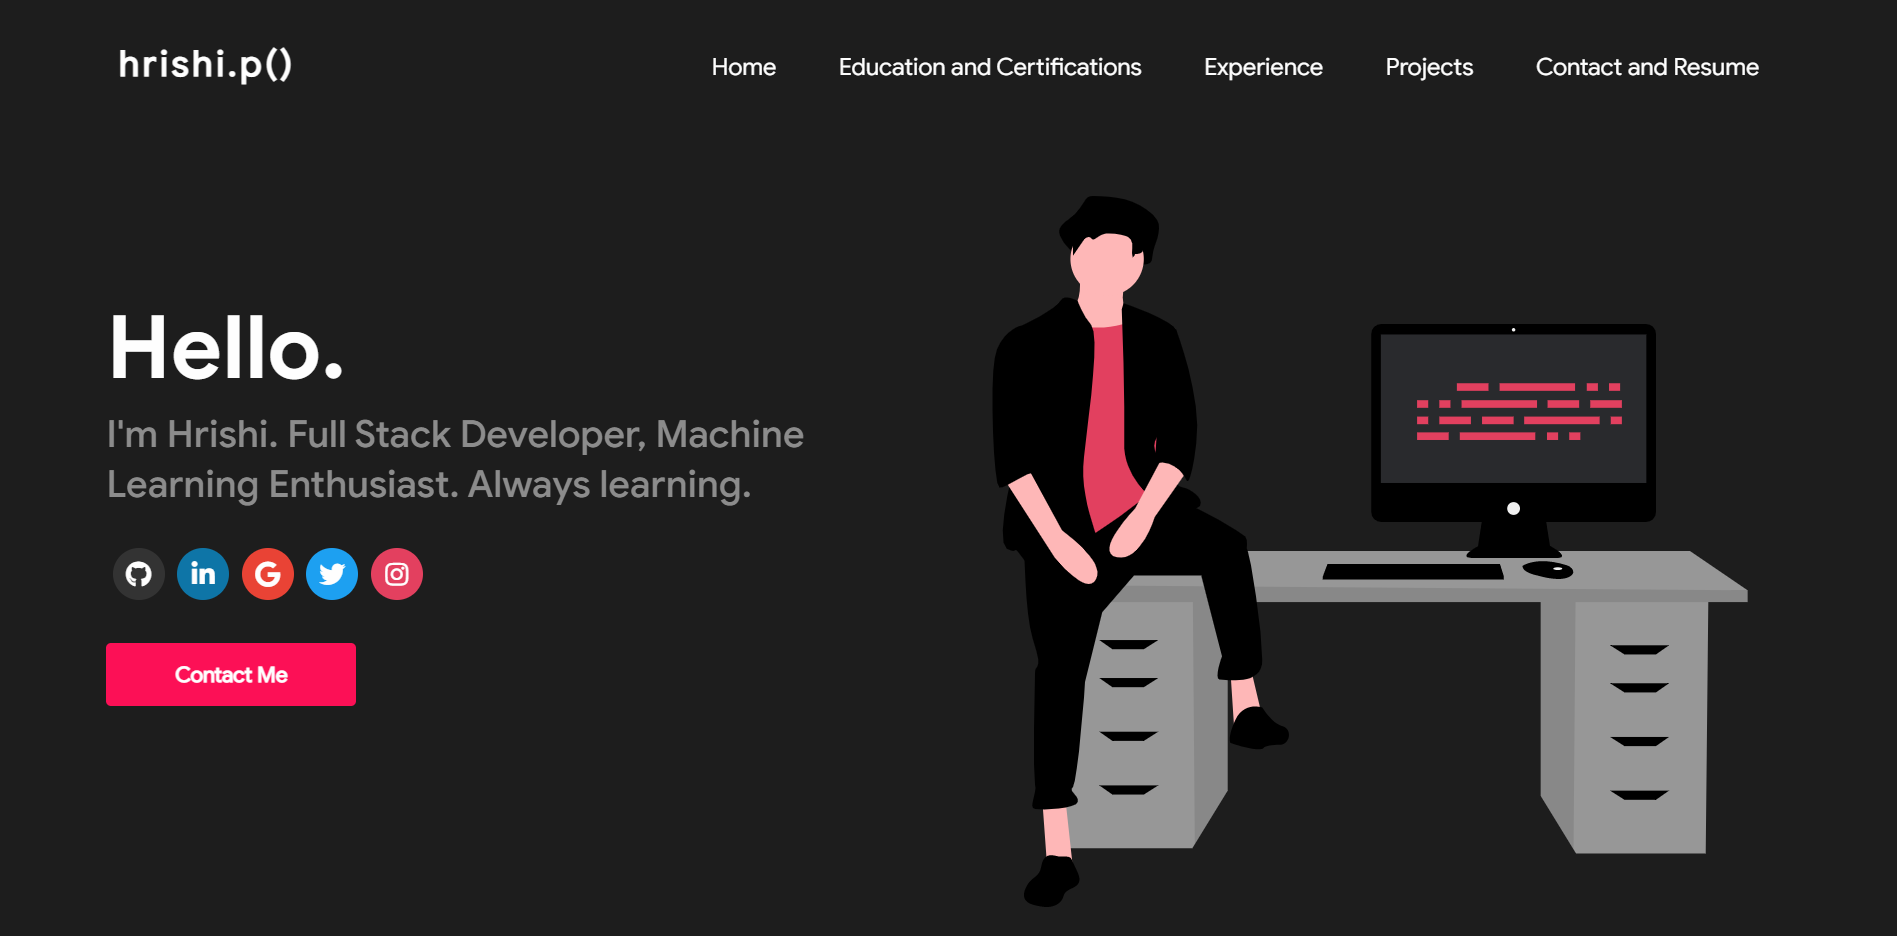 hrishi.p()
Home Education and Certifications Experience Projects Contact and Resume
Hello.
I'm Hrishi. Full Stack Developer, Machine
Learning Enthusiast. Always learning.
in G
Contact Me